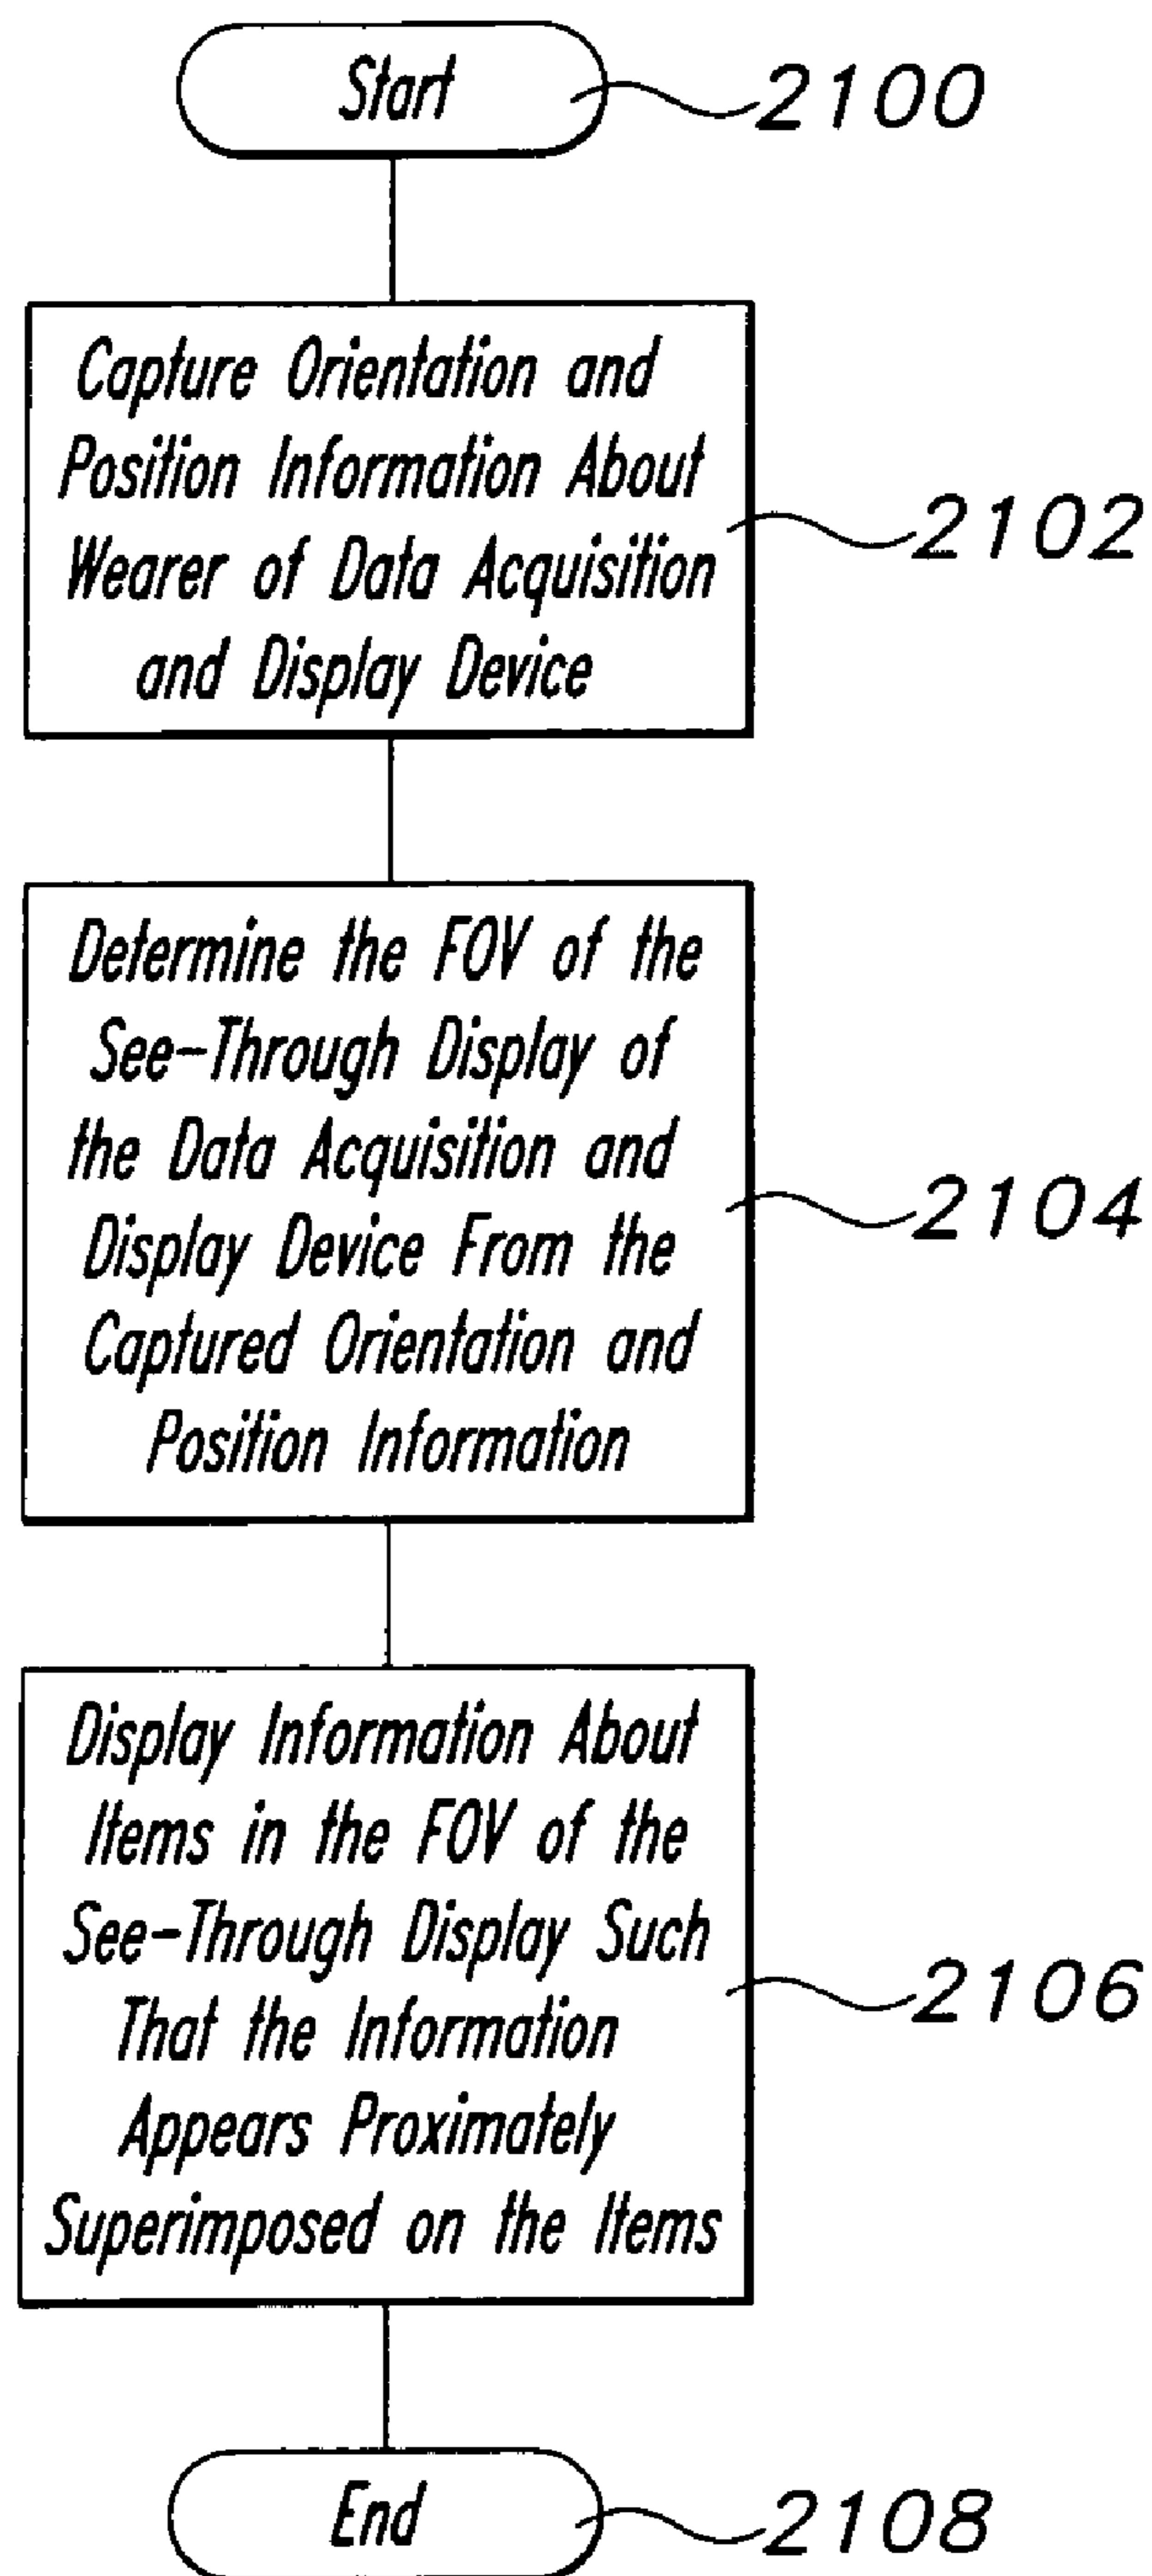 Start
2100
Capture Orientation and
Position Information About
Wearer of Data Acquisition
and Display Device
2102
Determine the FOV of the
See-Through Display of
the Data Acquisition and
Display Device From the
Captured Orientation and
Position Information
2104
Display Information About
Items in the FOV of the
See-Through Display Such
That the Information
Appears Proximately
Superimposed on the Items
2106
End
2108